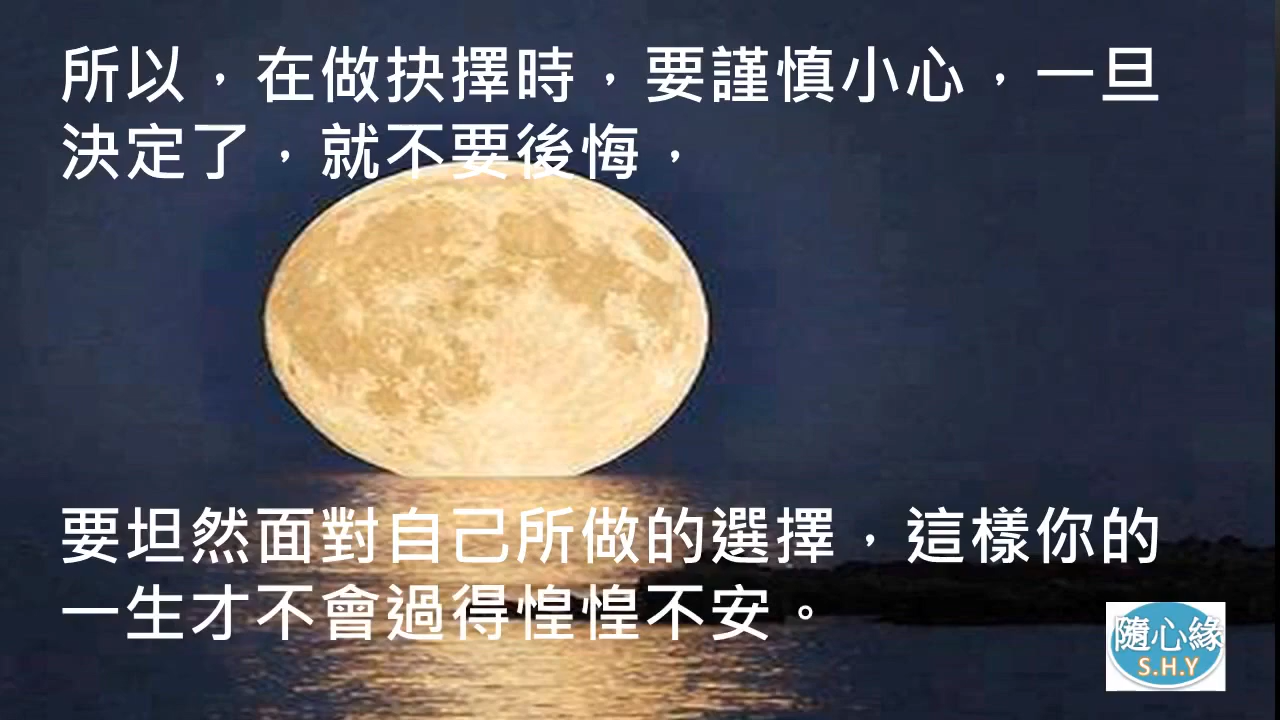 所以，在做抉擇時，要謹慎小心，一旦
決定了，就不要後悔，
要坦然面對自己所做的選擇，這樣你的
一生才不會過得惶惶不安。
隨心緣
S.H.Y